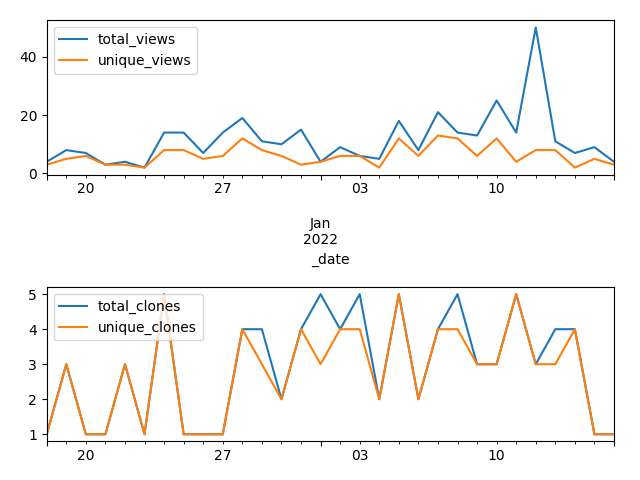 total_views
unique_views
40
20
0
20 27 03 10
Jan
2022
_date
total_clones
unique_clones
5
4
3
2
1
20 27 03 10